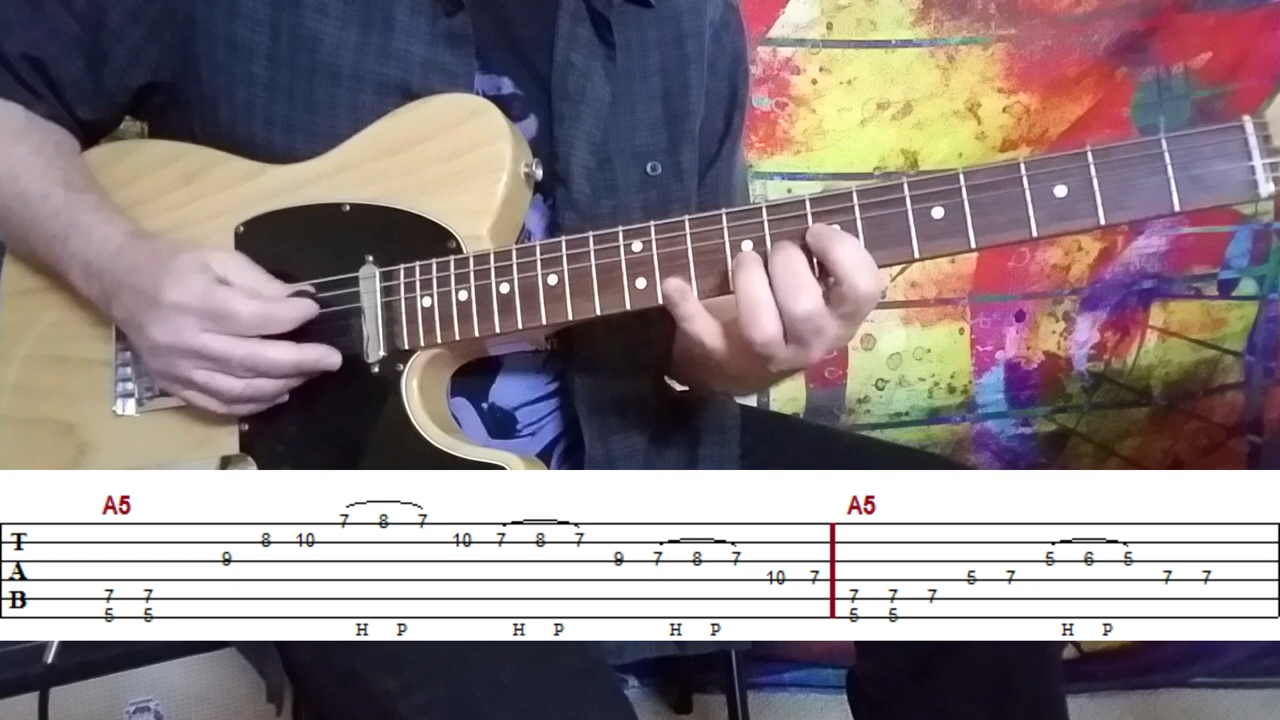 A5 A5
7 8 7
T 8 10 10 7 8 7
9 9 7 8 7 5 6 5
A 10 7 5 7 7 7
B 7 7 7 7 7
5 5 5 5
H P H P H P H P